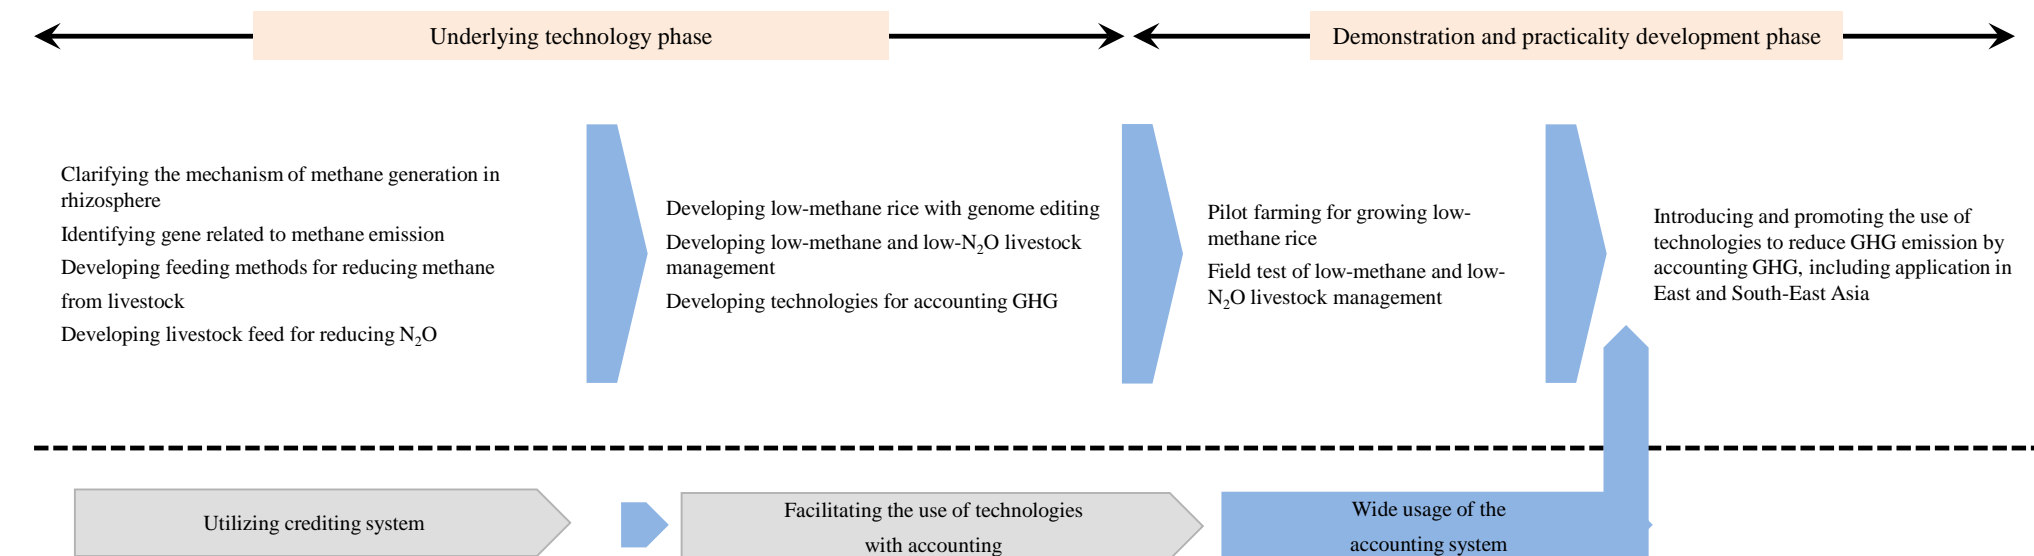 Underlying technology phase
Demonstration and practicality development phase
Clarifying the mechanism of methane generation in
rhizosphere
Identifying gene related to methane emission
Developing feeding methods for reducing methane
from livestock
Developing livestock feed for reducing N₂O
Developing low-methane rice with genome editing
Developing low-methane and low-N₂O livestock
management
Developing technologies for accounting GHG
Pilot farming for growing low-
methane rice
Field test of low-methane and low-
N₂O livestock management
Introducing and promoting the use of
technologies to reduce GHG emission by
accounting GHG, including application in
East and South-East Asia
Utilizing crediting system
Facilitating the use of technologies
with accounting
Wide usage of the
accounting system